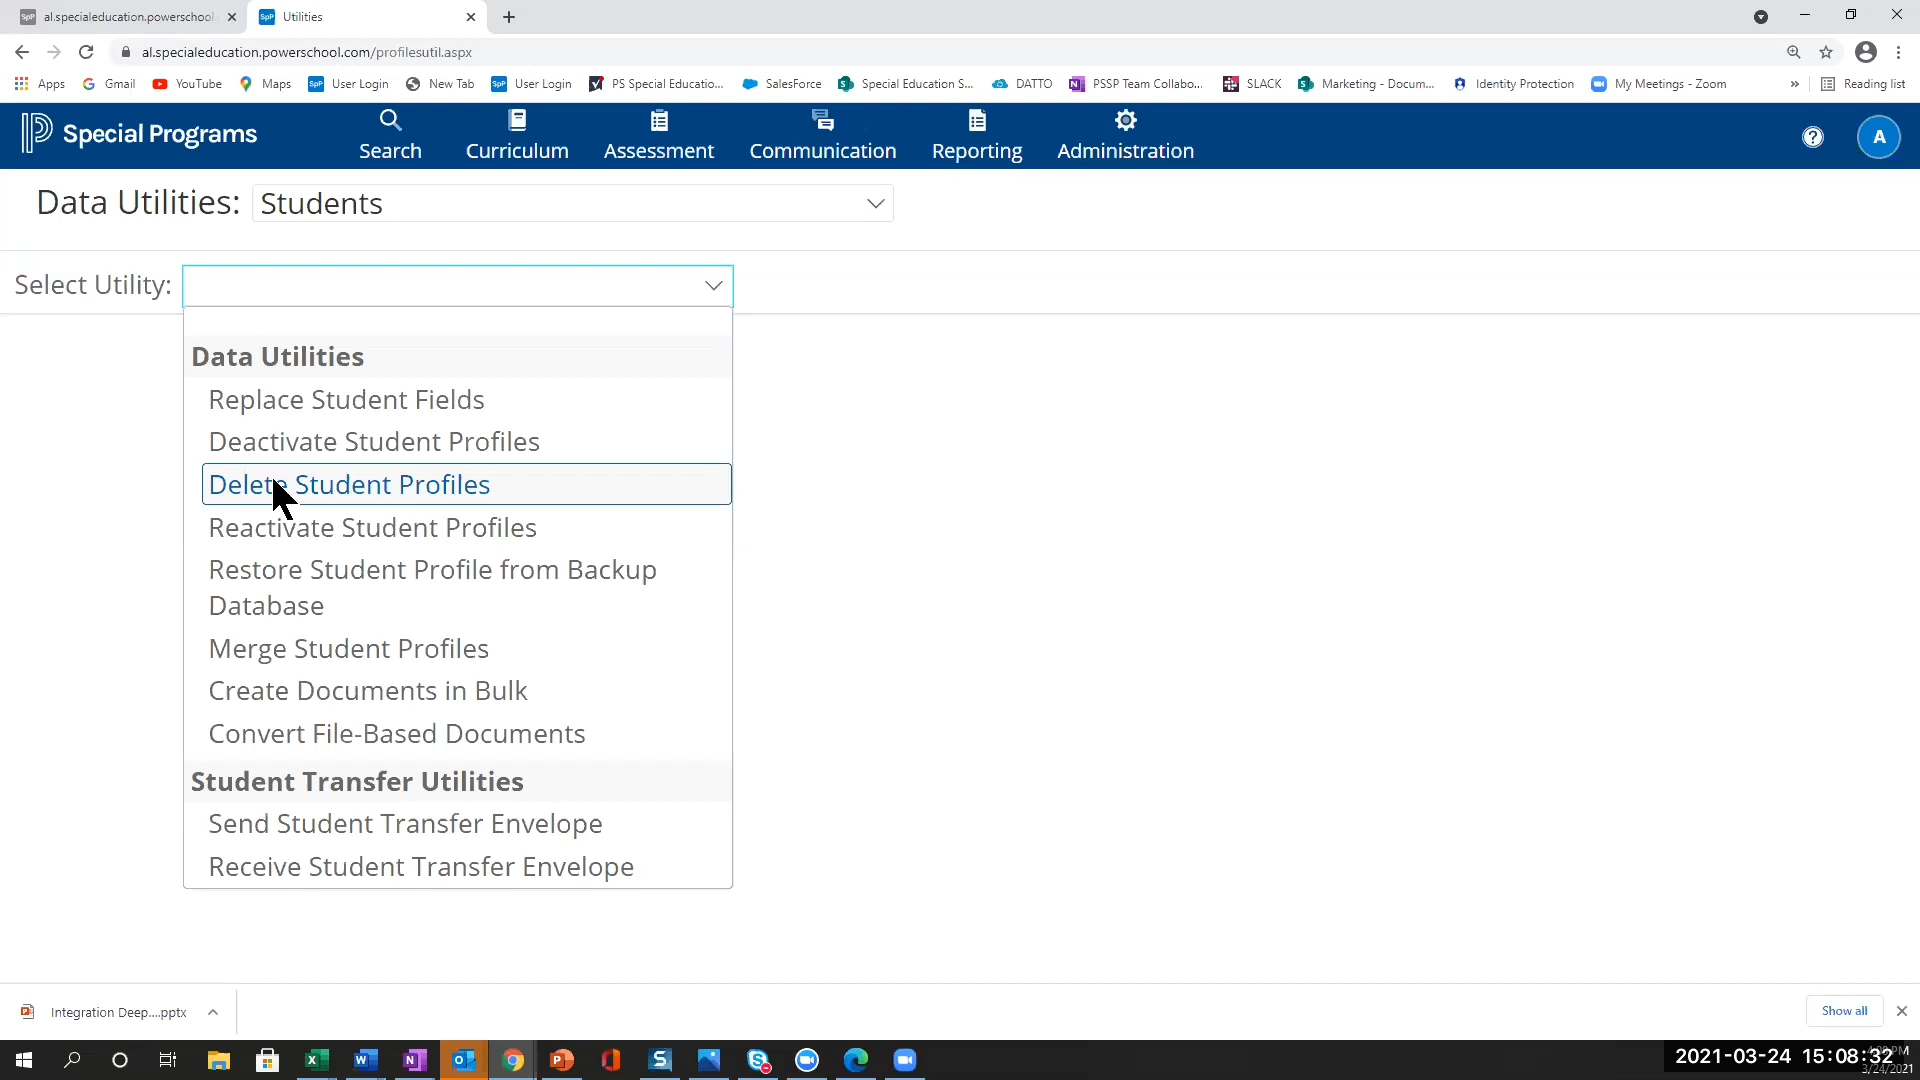 al.specialeducation.powerschool.
Utilities
al.specialeducation.powerschool.com/profilesutil.aspx
Apps
Gmail
YouTube
Maps
User Login
New Tab
User Login
PS Special Educatio...
SalesForce
Special Education S...
DATTO
PSSP Team Collabo...
SLACK
Marketing - Docum...
Identity Protection
My Meetings - Zoom
»
Reading list
Special Programs
Search
Curriculum
Assessment
Communication
Reporting
Administration
A
Data Utilities: Students
Select Utility:
Data Utilities
Replace Student Fields
Deactivate Student Profiles
Delete Student Profiles
Reactivate Student Profiles
Restore Student Profile from Backup
Database
Merge Student Profiles
Create Documents in Bulk
Convert File-Based Documents
Student Transfer Utilities
Send Student Transfer Envelope
Receive Student Transfer Envelope
Integration Deep....pptx
Show all
2021-03-24 15:08:32
3/24/2021